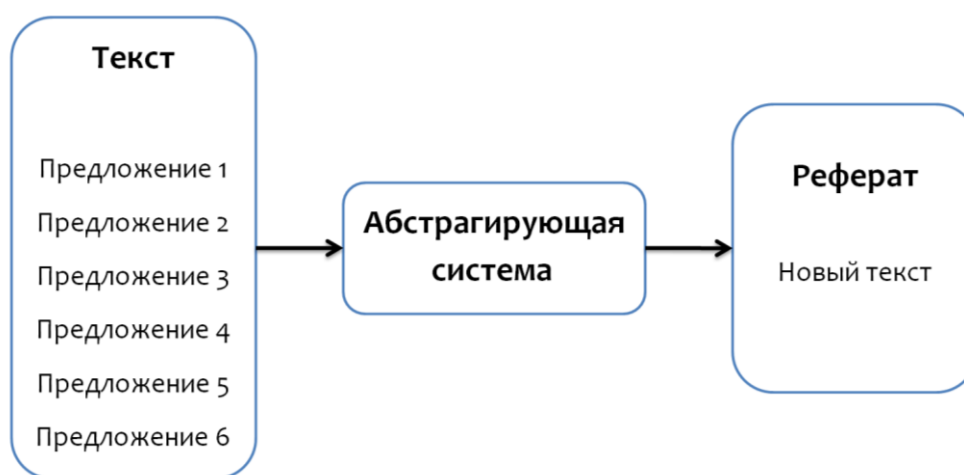 Текст
Предложение 1
Предложение 2
Предложение 3
Предложение 4
Предложение 5
Предложение 6
Абстрагирующая
система
Реферат
Новый текст